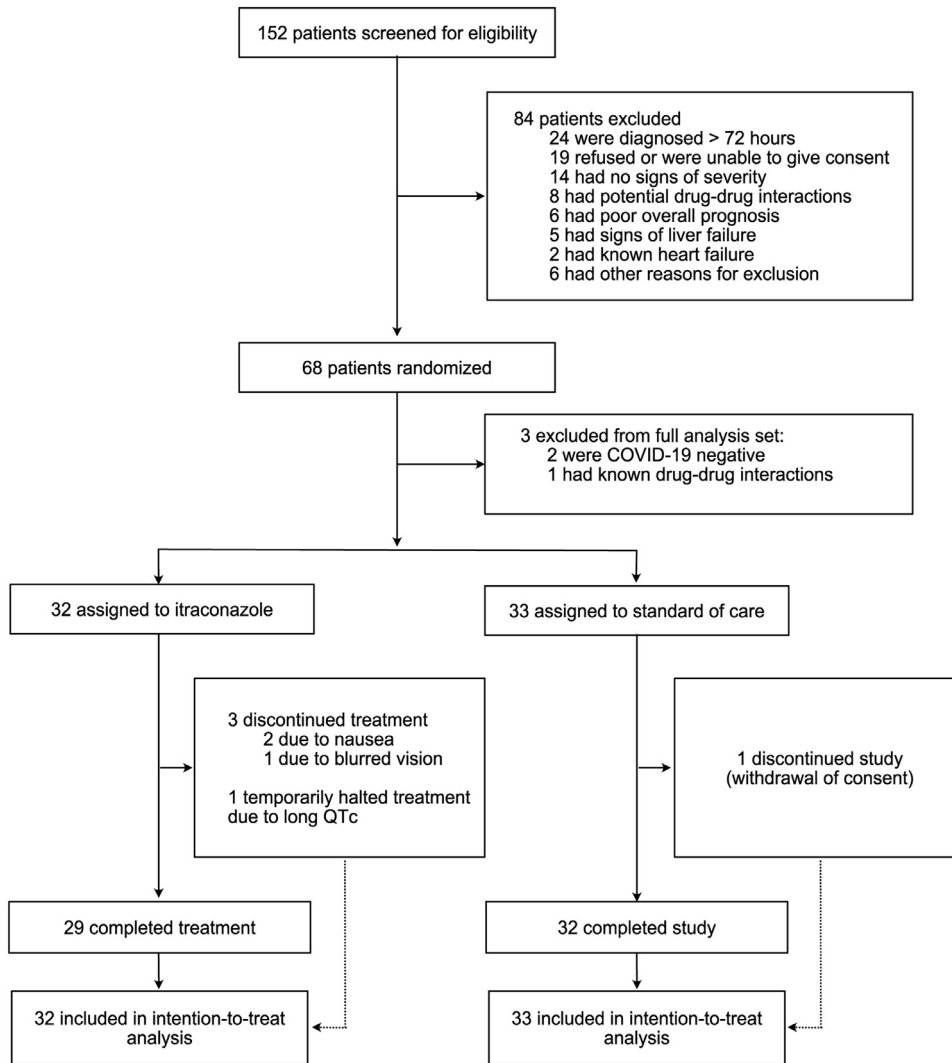 152 patients screened for eligibility
84 patients excluded
24 were diagnosed > 72 hours
19 refused or were unable to give consent
14 had no signs of severity
8 had potential drug-drug interactions
6 had poor overall prognosis
5 had signs of liver failure
2 had known heart failure
6 had other reasons for exclusion
68 patients randomized
3 excluded from full analysis set:
2 were COVID-19 negative
1 had known drug-drug interactions
32 assigned to itraconazole
33 assigned to standard of care
3 discontinued treatment
2 due to nausea
1 due to blurred vision
1 temporarily halted treatment
due to long QTc
1 discontinued study
(withdrawal of consent)
29 completed treatment
32 completed study
32 included in intention-to-treat
analysis
33 included in intention-to-treat
analysis